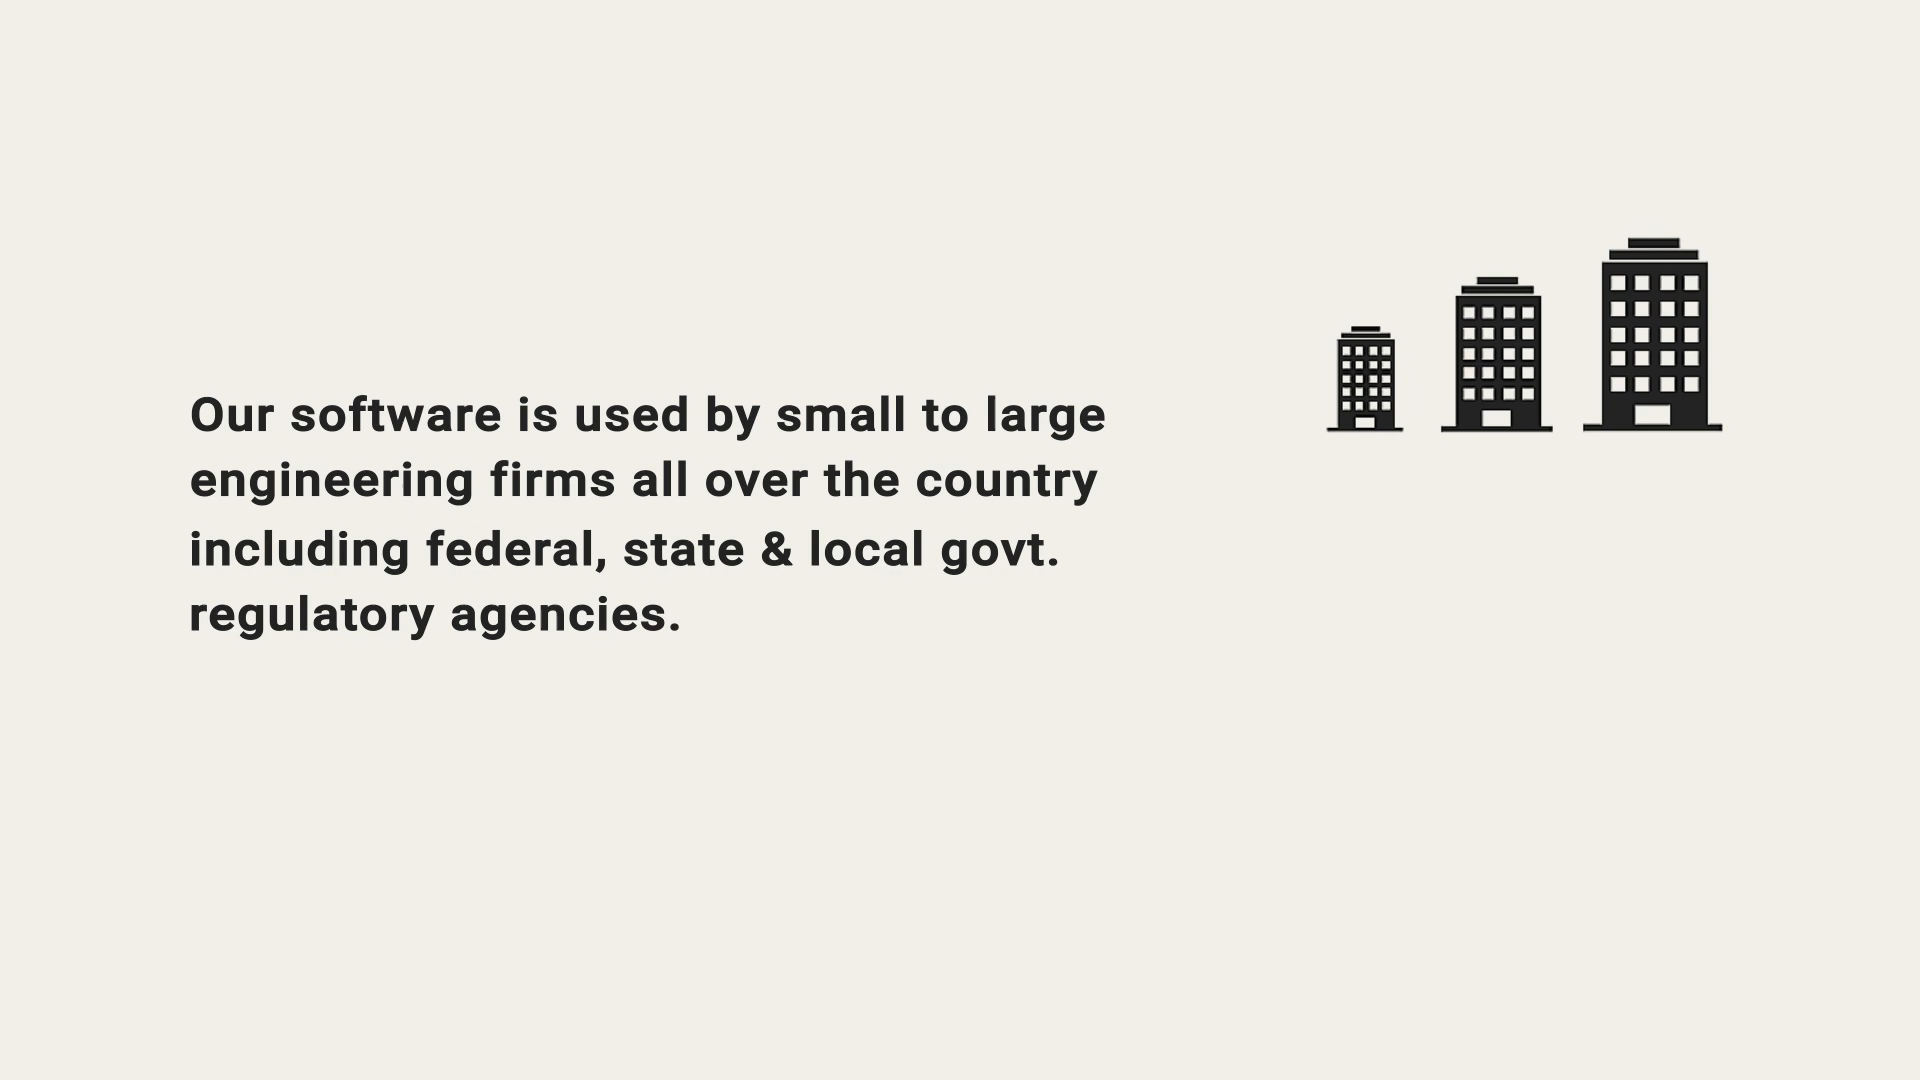 Our software is used by small to large
engineering firms all over the country
including federal, state & local govt.
regulatory agencies.